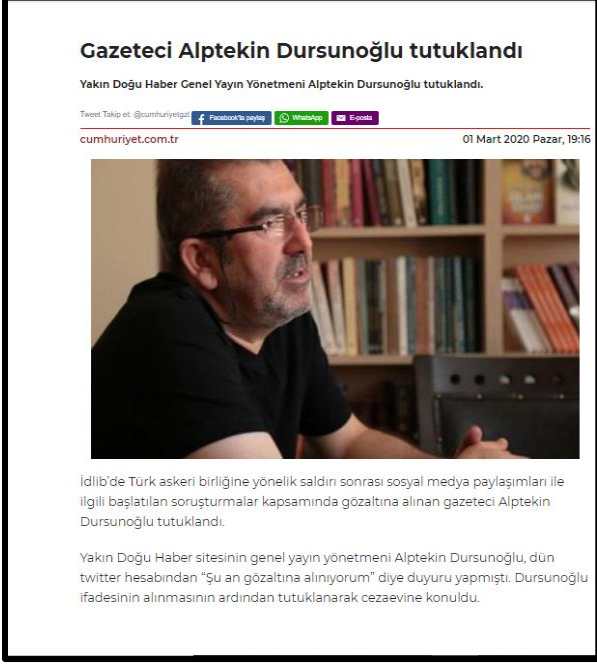 Gazeteci Alptekin Dursunoğlu tutuklandı
Yakın Doğu Haber Genel Yayın Yönetmeni Alptekin Dursunoğlu tutuklandı.
Tweet Takip et: @cumhuriyetgzt Facebook'ta paylaş WhatsApp E-posta
cumhuriyet.com.tr 01 Mart 2020 Pazar, 19:16
İdlib'de Türk askeri birliğine yönelik saldırı sonrası sosyal medya paylaşımları ile
ilgili başlatılan soruşturmalar kapsamında gözaltına alınan gazeteci Alptekin
Dursunoğlu tutuklandı.
Yakın Doğu Haber sitesinin genel yayın yönetmeni Alptekin Dursunoğlu, dün
twitter hesabından “Şu an gözaltına alınıyorum” diye duyuru yapmıştı. Dursunoğlu
ifadesinin alınmasının ardından tutuklanarak cezaevine konuldu.